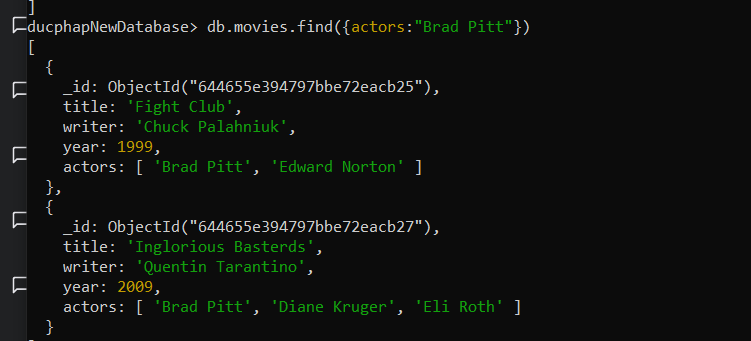 ]
ducphapNewDatabase> db.movies.find({actors:"Brad Pitt"})
[
  {
    _id: ObjectId("644655e394797bbe72eacb25"),
    title: 'Fight Club',
    writer: 'Chuck Palahniuk',
    year: 1999,
    actors: [ 'Brad Pitt', 'Edward Norton' ]
  },
  {
    _id: ObjectId("644655e394797bbe72eacb27"),
    title: 'Inglorious Basterds',
    writer: 'Quentin Tarantino',
    year: 2009,
    actors: [ 'Brad Pitt', 'Diane Kruger', 'Eli Roth' ]
  }